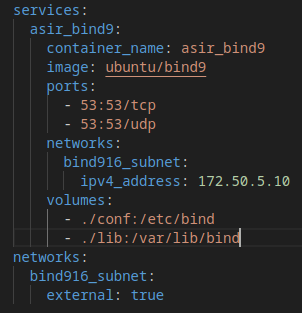 services:
  asir_bind9:
    container_name: asir_bind9
    image: ubuntu/bind9
    ports:
      - 53:53/tcp
      - 53:53/udp
    networks:
      bind916_subnet:
        ipv4_address: 172.50.5.10
    volumes:
      - ./conf:/etc/bind
      - ./lib:/var/lib/bind
networks:
  bind916_subnet:
    external: true